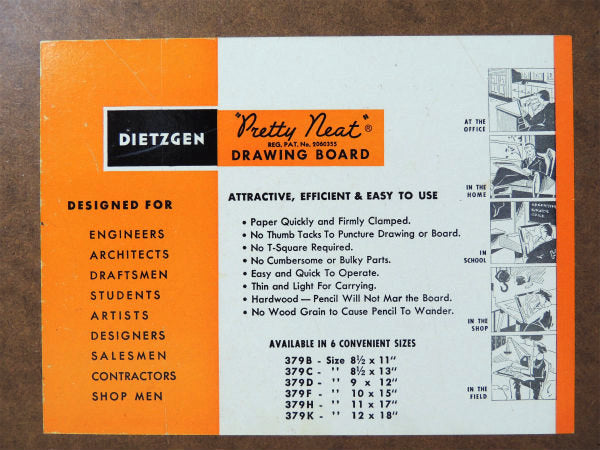 DIETZGEN
"Pretty Neat"®
REG. PAT. No. 2060355
DRAWING BOARD
DESIGNED FOR
ENGINEERS
ARCHITECTS
DRAFTSMEN
STUDENTS
ARTISTS
DESIGNERS
SALESMEN
CONTRACTORS
SHOP MEN
ATTRACTIVE, EFFICIENT & EASY TO USE
• Paper Quickly and Firmly Clamped.
• No Thumb Tacks To Puncture Drawing or Board.
• No T-Square Required.
• No Cumbersome or Bulky Parts.
• Easy and Quick To Operate.
• Thin and Light For Carrying.
• Hardwood — Pencil Will Not Mar the Board.
• No Wood Grain to Cause Pencil To Wander.
AVAILABLE IN 6 CONVENIENT SIZES
379B - Size 8½ x 11"
379C - " 8½ x 13"
379D - " 9 x 12"
379F - " 10 x 15"
379H - " 11 x 17"
379K - " 12 x 18"
AT THE
OFFICE
IN THE
HOME
IN
SCHOOL
IN THE
SHOP
IN THE
FIELD